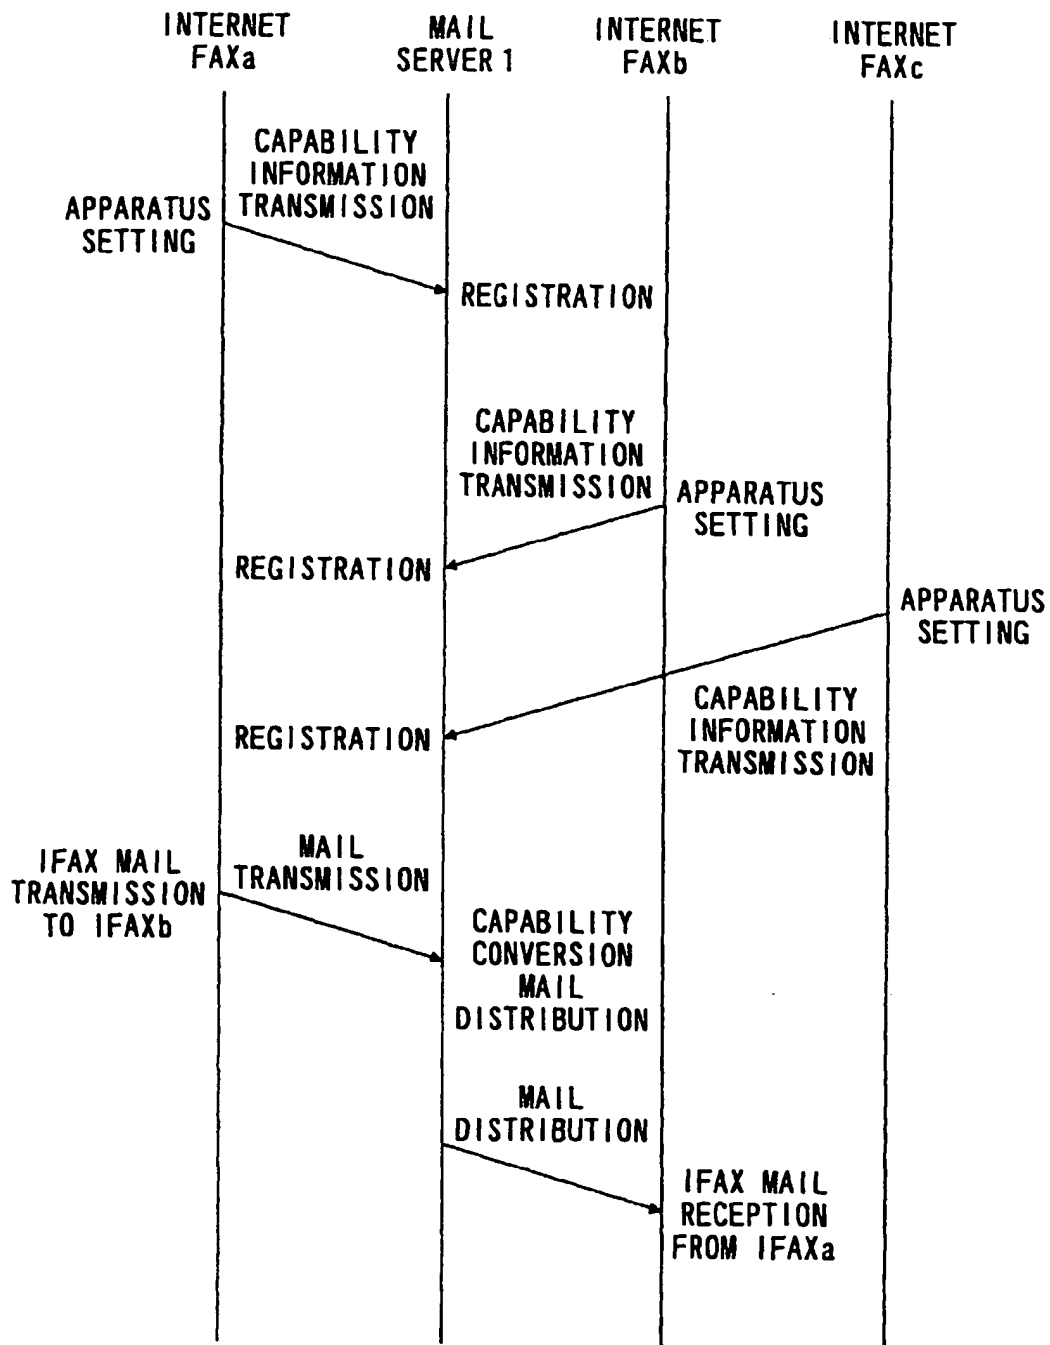 INTERNET
FAXa
MAIL
SERVER 1
INTERNET
FAXb
INTERNET
FAXc
CAPABILITY
INFORMATION
TRANSMISSION
APPARATUS
SETTING
REGISTRATION
CAPABILITY
INFORMATION
TRANSMISSION
APPARATUS
SETTING
REGISTRATION
APPARATUS
SETTING
CAPABILITY
INFORMATION
TRANSMISSION
REGISTRATION
IFAX MAIL
TRANSMISSION
TO IFAXb
MAIL
TRANSMISSION
CAPABILITY
CONVERSION
MAIL
DISTRIBUTION
MAIL
DISTRIBUTION
IFAX MAIL
RECEPTION
FROM IFAXa